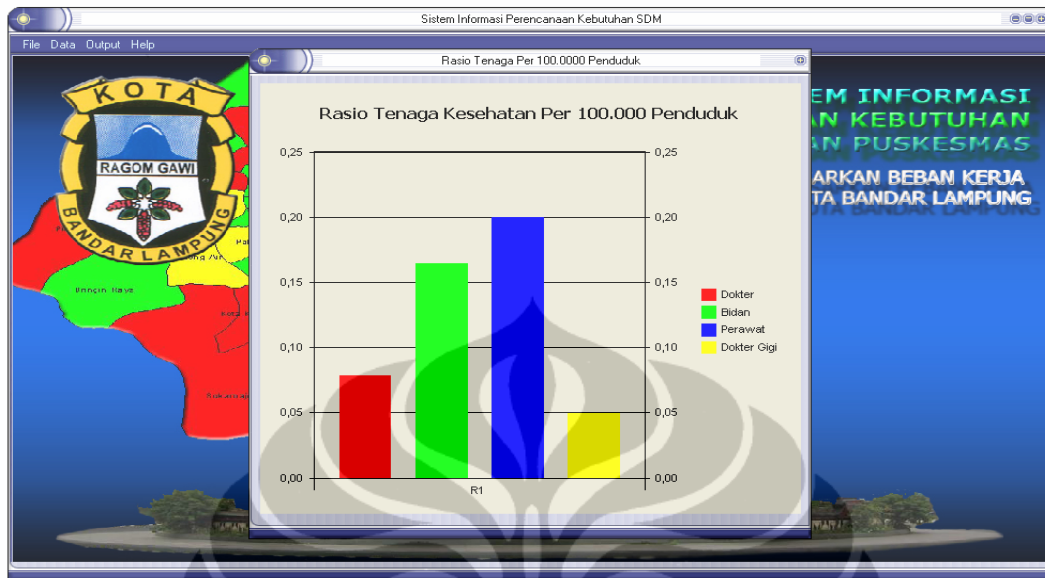 Sistem Informasi Perencanaan Kebutuhan SDM
File Data Output Help
Rasio Tenaga Per 100.0000 Penduduk
KOTA
RAGOM GAWI
BANDAR LAMPUNG
EM INFORMASI
AN KEBUTUHAN
AN PUSKESMAS
ARKAN BEBAN KERJA
TA BANDAR LAMPUNG
Rasio Tenaga Kesehatan Per 100.000 Penduduk
0,25 0,25
0,20 0,20
0,15 0,15
0,10 0,10
0,05 0,05
0,00 0,00
R1
Dokter
Bidan
Perawat
Dokter Gigi